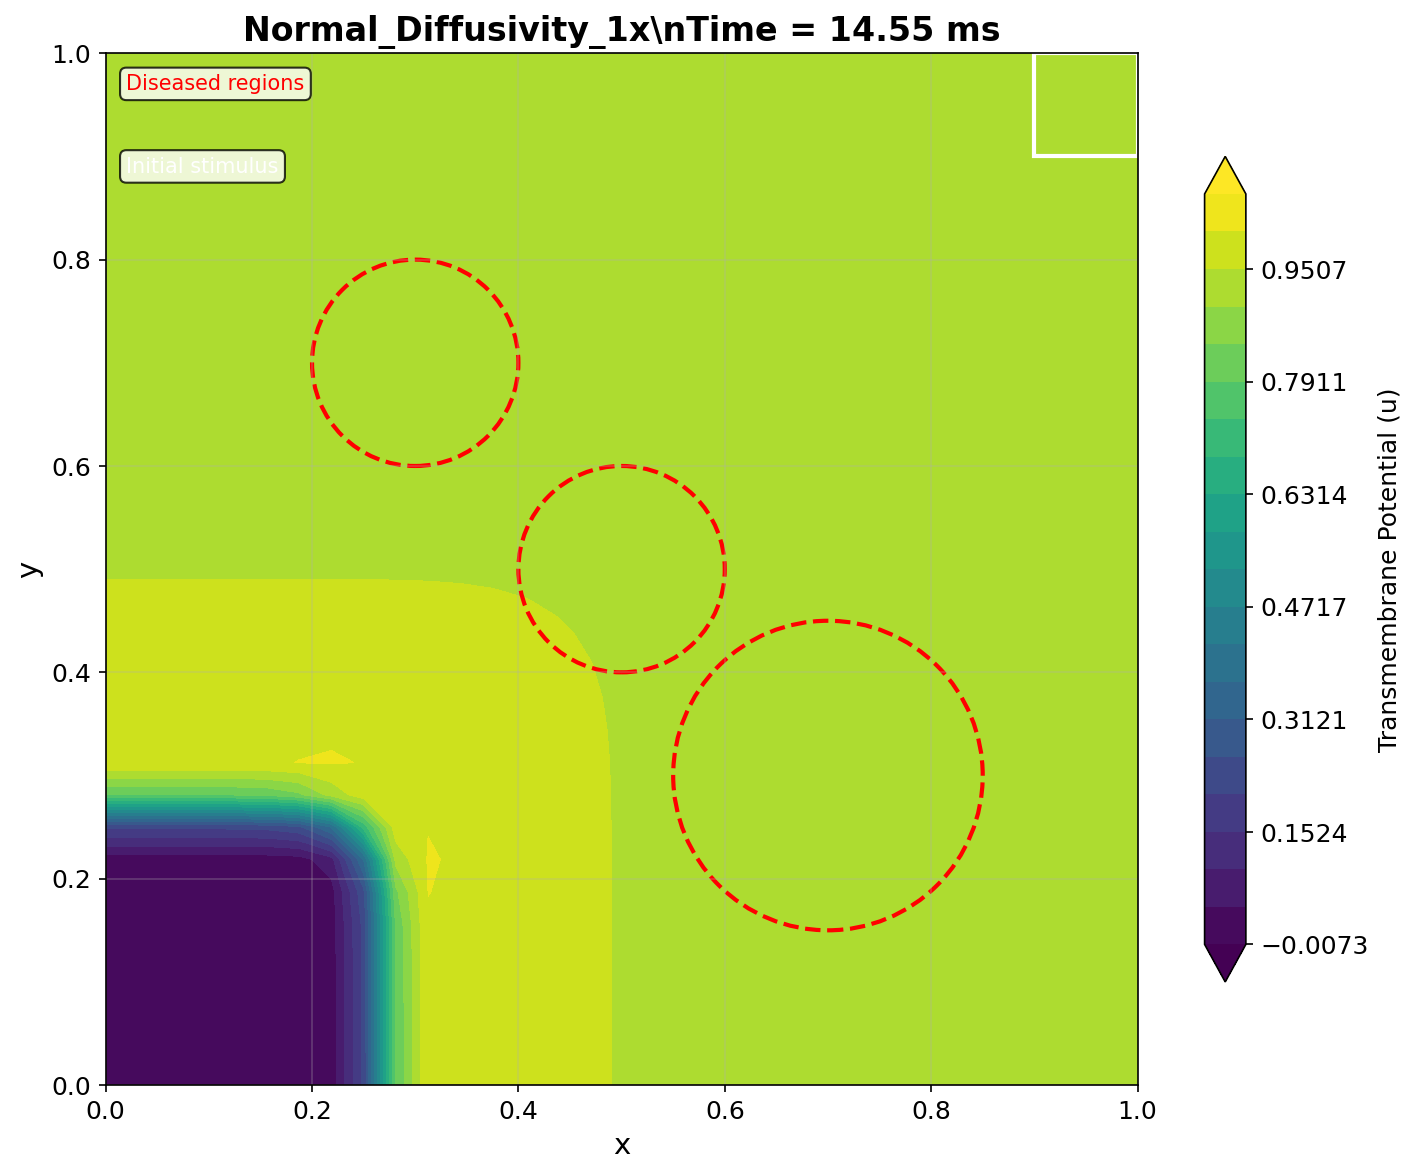 Normal_Diffusivity_1x\nTime = 14.55 ms
Diseased regions
Initial stimulus
1.0
0.8
0.6
0.4
0.2
0.0
y
0.0 0.2 0.4 0.6 0.8 1.0
x
0.9507
0.7911
0.6314
0.4717
0.3121
0.1524
−0.0073
Transmembrane Potential (u)